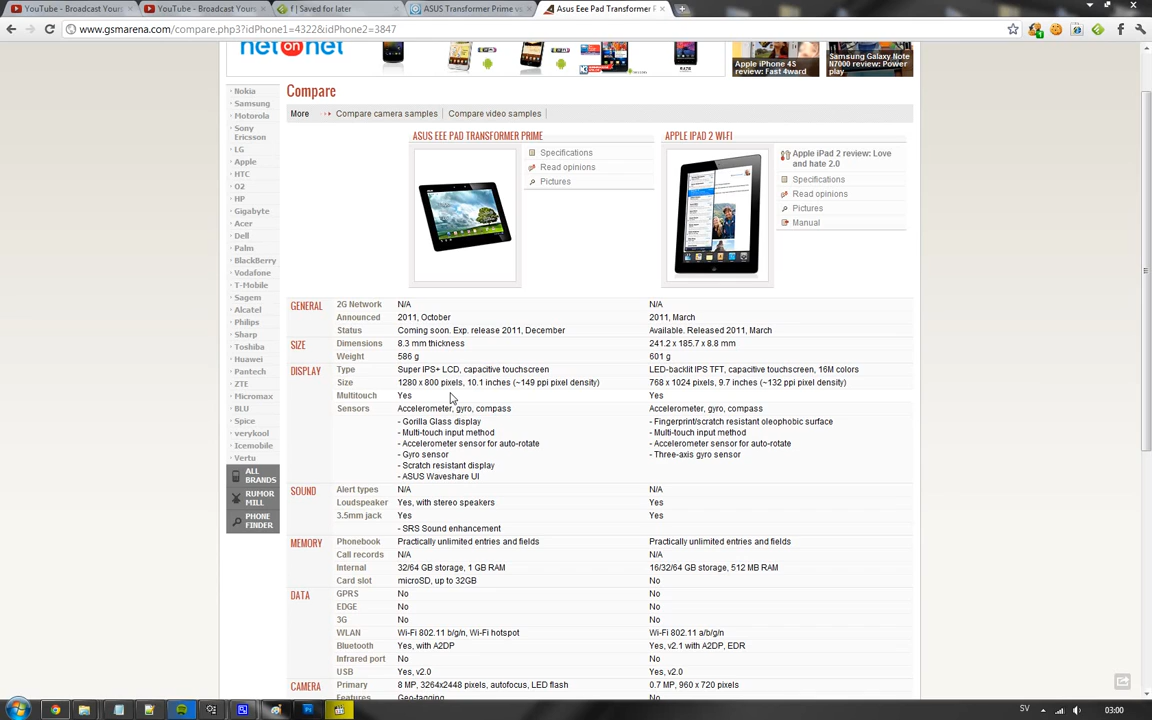 YouTube - Broadcast Yours
YouTube - Broadcast Yours
f | Saved for later
ASUS Transformer Prime vs
Asus Eee Pad Transformer P
www.gsmarena.com/compare.php3?idPhone1=4322&idPhone2=3847
net on net
Apple iPhone 4S review: Fast 4ward
Samsung Galaxy Note N7000 review: Power play
Nokia
Samsung
Motorola
Sony Ericsson
LG
Apple
HTC
O2
HP
Gigabyte
Acer
Dell
Palm
BlackBerry
Vodafone
T-Mobile
Sagem
Alcatel
Philips
Sharp
Toshiba
Huawei
Pantech
ZTE
Micromax
BLU
Spice
verykool
Icemobile
Vertu
ALL BRANDS
RUMOR MILL
PHONE FINDER
Compare
More Compare camera samples | Compare video samples |
ASUS EEE PAD TRANSFORMER PRIME
Specifications
Read opinions
Pictures
APPLE IPAD 2 WI-FI
Apple iPad 2 review: Love and hate 2.0
Specifications
Read opinions
Pictures
Manual
GENERAL 2G Network N/A N/A
Announced 2011, October 2011, March
Status Coming soon. Exp. release 2011, December Available. Released 2011, March
SIZE Dimensions 8.3 mm thickness 241.2 x 185.7 x 8.8 mm
Weight 586 g 601 g
DISPLAY Type Super IPS+ LCD, capacitive touchscreen LED-backlit IPS TFT, capacitive touchscreen, 16M colors
Size 1280 x 800 pixels, 10.1 inches (~149 ppi pixel density) 768 x 1024 pixels, 9.7 inches (~132 ppi pixel density)
Multitouch Yes Yes
Sensors Accelerometer, gyro, compass Accelerometer, gyro, compass
- Gorilla Glass display - Fingerprint/scratch resistant oleophobic surface
- Multi-touch input method - Multi-touch input method
- Accelerometer sensor for auto-rotate - Accelerometer sensor for auto-rotate
- Gyro sensor - Three-axis gyro sensor
- Scratch resistant display
- ASUS Waveshare UI
SOUND Alert types N/A N/A
Loudspeaker Yes, with stereo speakers Yes
3.5mm jack Yes Yes
- SRS Sound enhancement
MEMORY Phonebook Practically unlimited entries and fields Practically unlimited entries and fields
Call records N/A N/A
Internal 32/64 GB storage, 1 GB RAM 16/32/64 GB storage, 512 MB RAM
Card slot microSD, up to 32GB No
DATA GPRS No No
EDGE No No
3G No No
WLAN Wi-Fi 802.11 b/g/n, Wi-Fi hotspot Wi-Fi 802.11 a/b/g/n
Bluetooth Yes, with A2DP Yes, v2.1 with A2DP, EDR
Infrared port No No
USB Yes, v2.0 Yes, v2.0
CAMERA Primary 8 MP, 3264x2448 pixels, autofocus, LED flash 0.7 MP, 960 x 720 pixels
Features Geo-tagging No
SV 03:00